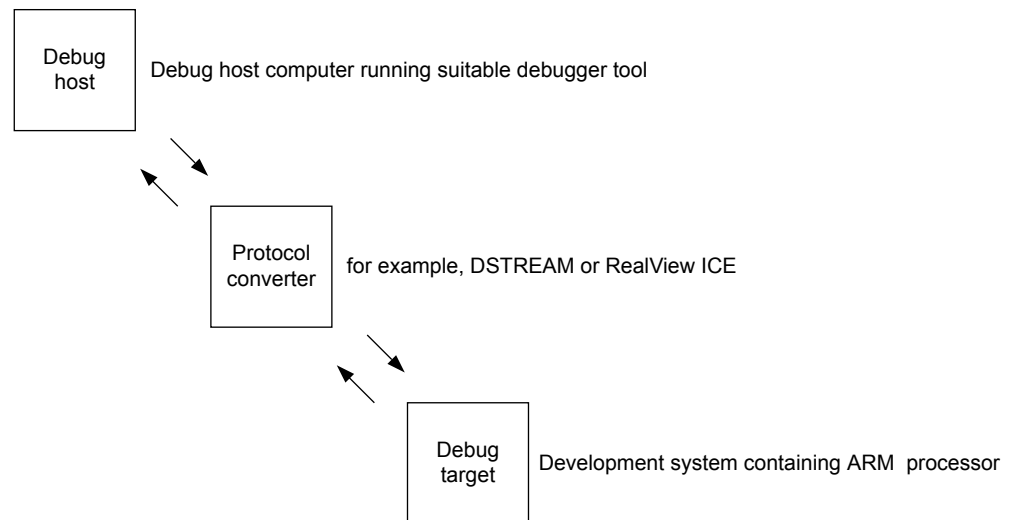 Debug
host
Debug host computer running suitable debugger tool
Protocol
converter
for example, DSTREAM or RealView ICE
Debug
target
Development system containing ARM processor